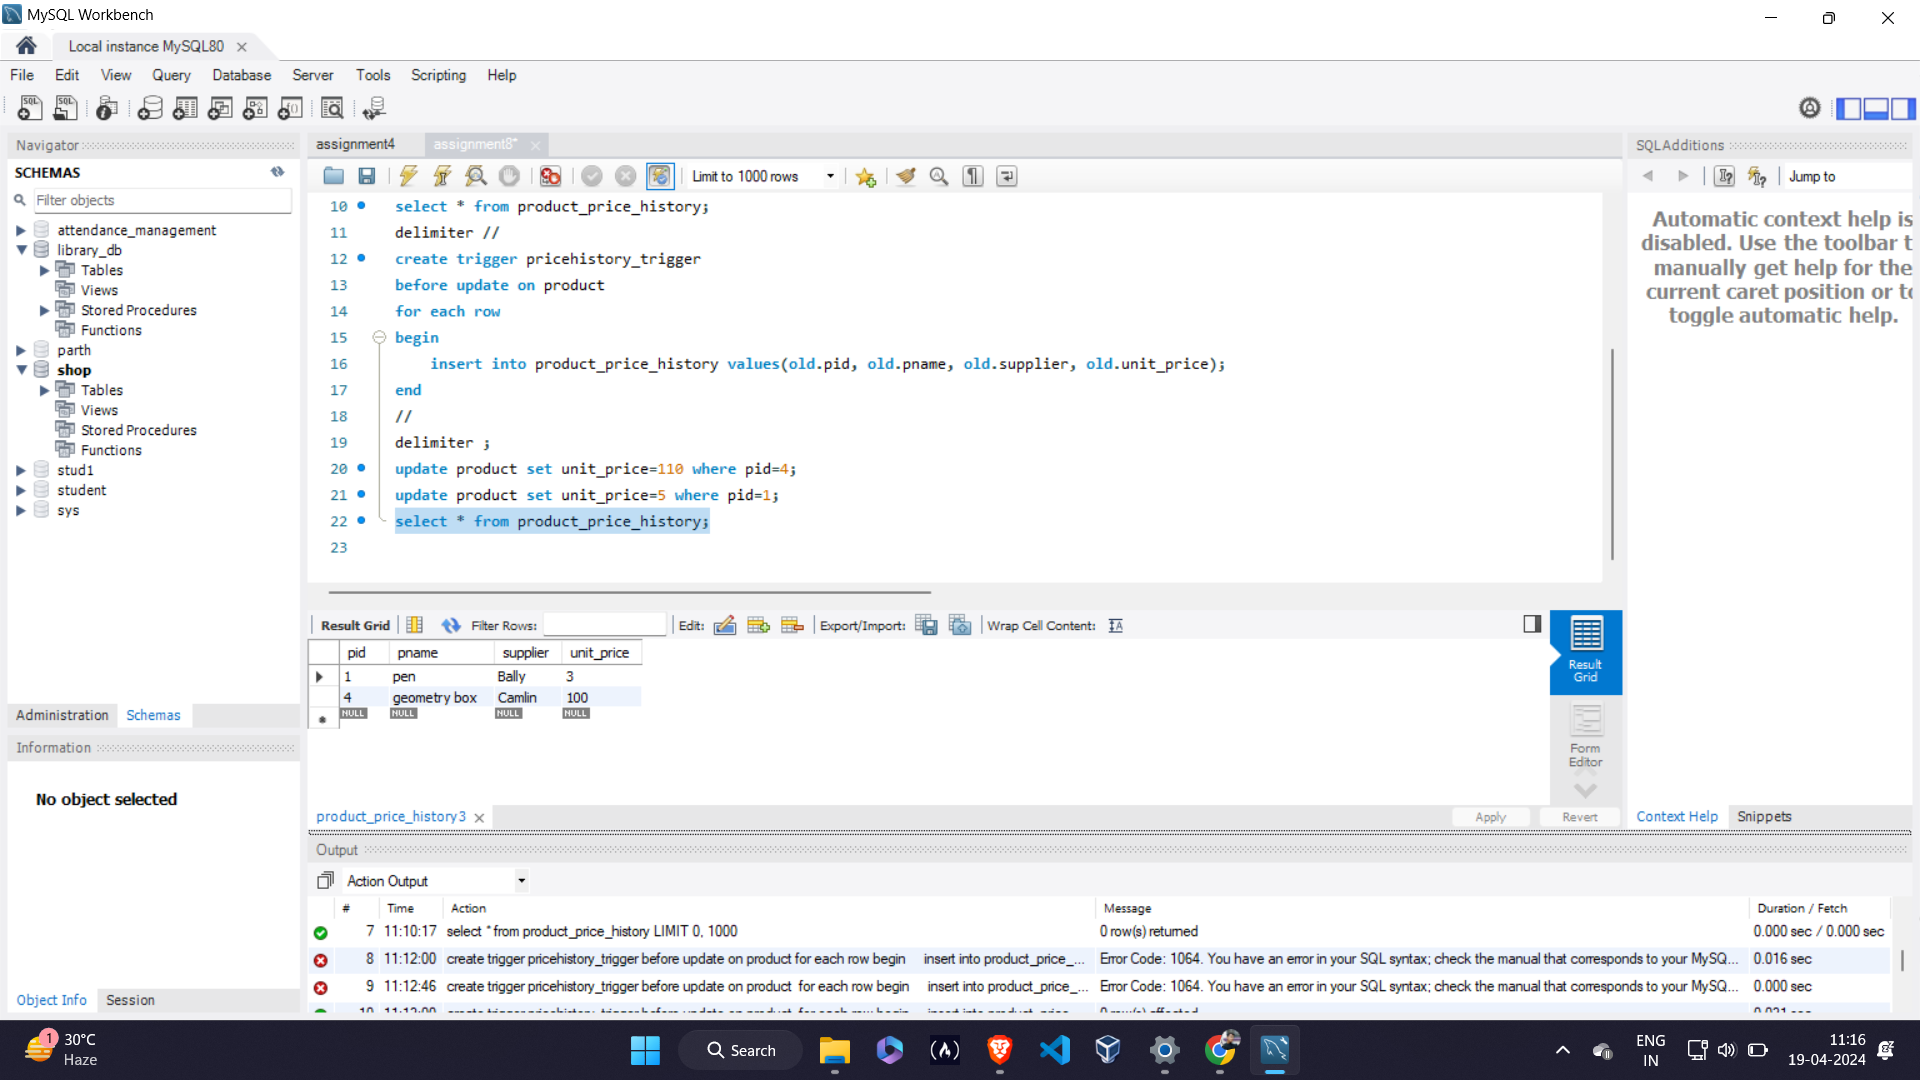 MySQL Workbench
Local instance MySQL80
File Edit View Query Database Server Tools Scripting Help
Navigator
SCHEMAS
Filter objects
attendance_management
library_db
Tables
Views
Stored Procedures
Functions
parth
shop
Tables
Views
Stored Procedures
Functions
stud1
student
sys
Administration Schemas
Information
No object selected
Object Info Session
assignment4 assignment8*
Limit to 1000 rows
10 select * from product_price_history;
11 delimiter //
12 create trigger pricehistory_trigger
13 before update on product
14 for each row
15 begin
16 insert into product_price_history values(old.pid, old.pname, old.supplier, old.unit_price);
17 end
18 //
19 delimiter ;
20 update product set unit_price=110 where pid=4;
21 update product set unit_price=5 where pid=1;
22 select * from product_price_history;
23
Result Grid Filter Rows: Edit: Export/Import: Wrap Cell Content:
pid pname supplier unit_price
1 pen Bally 3
4 geometry box Camlin 100
NULL NULL NULL NULL
Result
Grid
Form
Editor
product_price_history 3
Apply Revert
SQLAdditions
Jump to
Automatic context help is
disabled. Use the toolbar t
manually get help for the
current caret position or to
toggle automatic help.
Context Help Snippets
Output
Action Output
# Time Action Message Duration / Fetch
7 11:10:17 select * from product_price_history LIMIT 0, 1000 0 row(s) returned 0.000 sec / 0.000 sec
8 11:12:00 create trigger pricehistory_trigger before update on product for each row begin insert into product_price_... Error Code: 1064. You have an error in your SQL syntax; check the manual that corresponds to your MySQ... 0.016 sec
9 11:12:46 create trigger pricehistory_trigger before update on product for each row begin insert into product_price_... Error Code: 1064. You have an error in your SQL syntax; check the manual that corresponds to your MySQ... 0.000 sec
1
30°C
Haze
Search
ENG
IN
11:16
19-04-2024